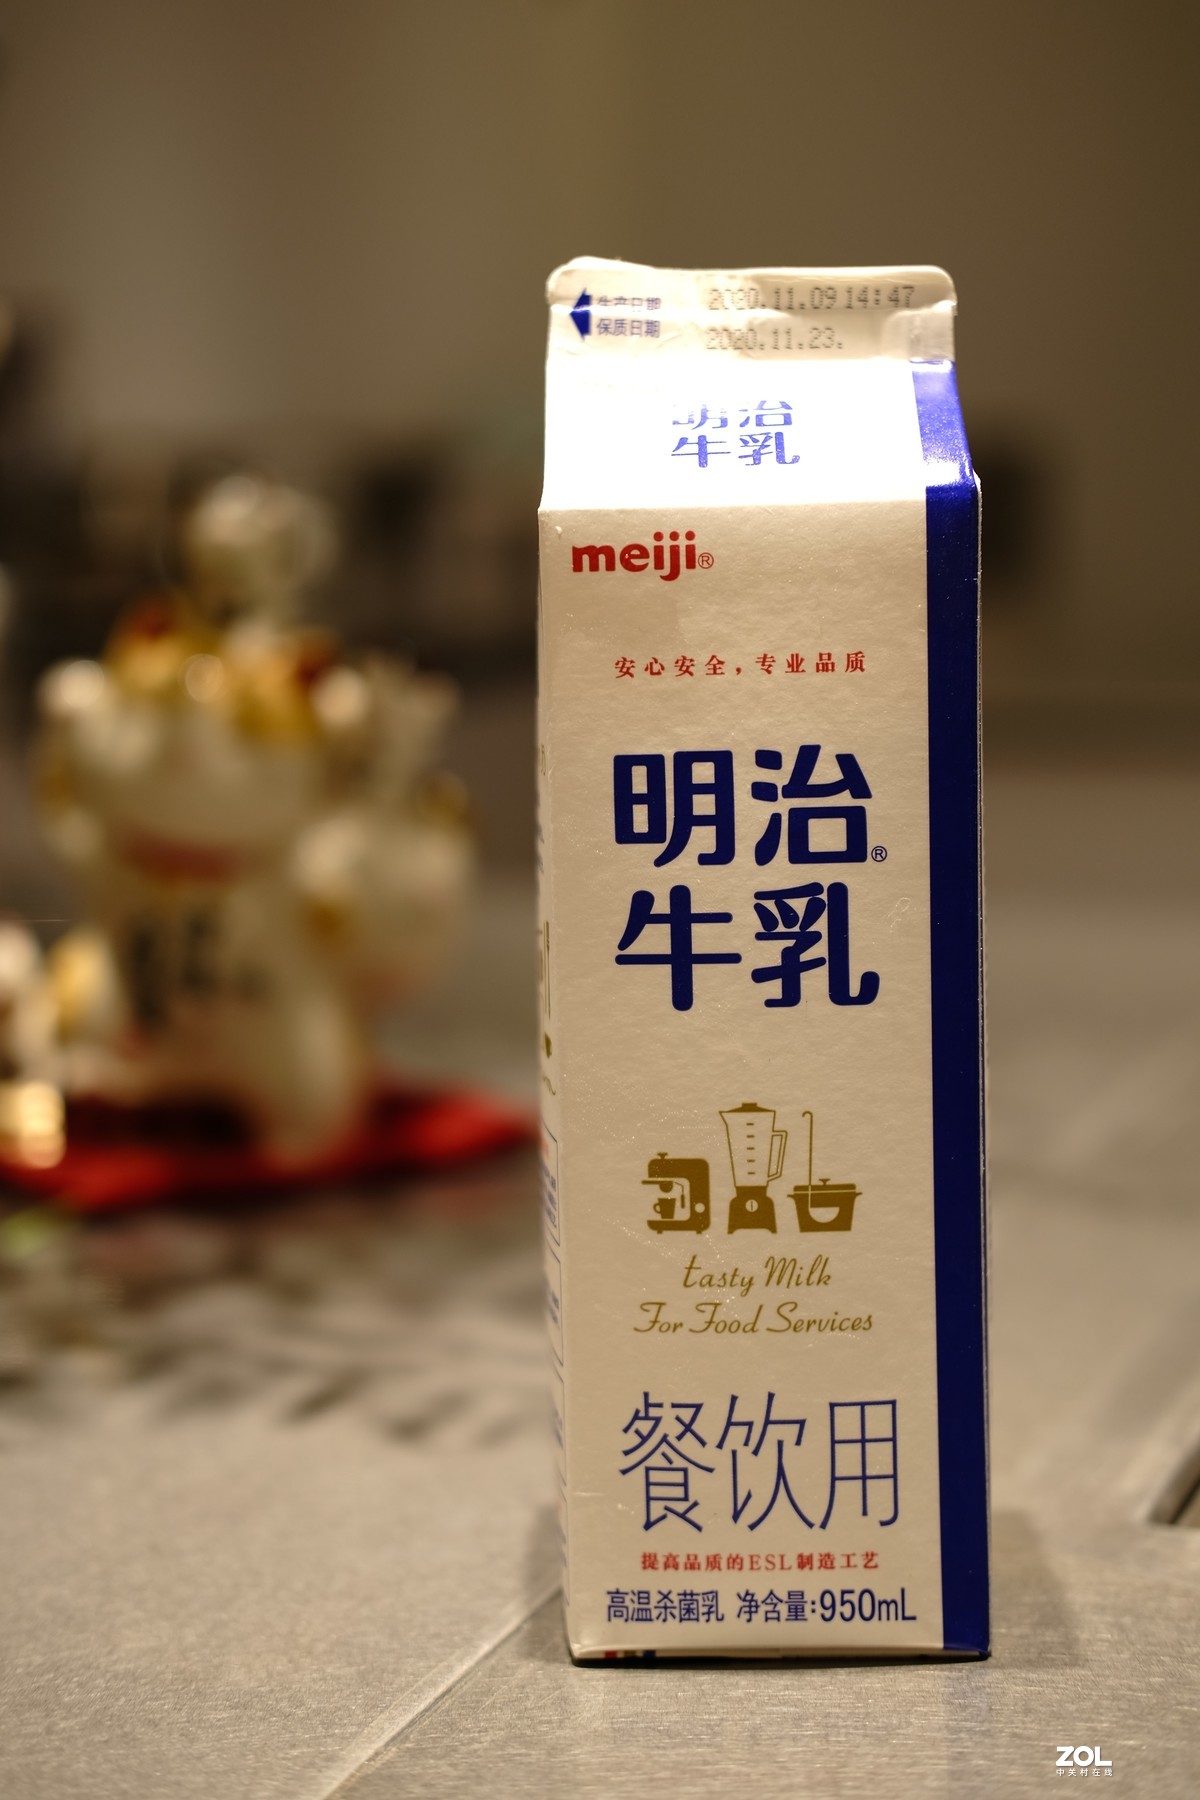 生产日期 2020.11.09 14:47
保质日期 2020.11.23.
明治
牛乳
meiji®
安心安全，专业品质
明治®
牛乳
tasty Milk
For Food Services
餐饮用
提高品质的ESL制造工艺
高温杀菌乳 净含量:950mL
ZOL
中关村在线